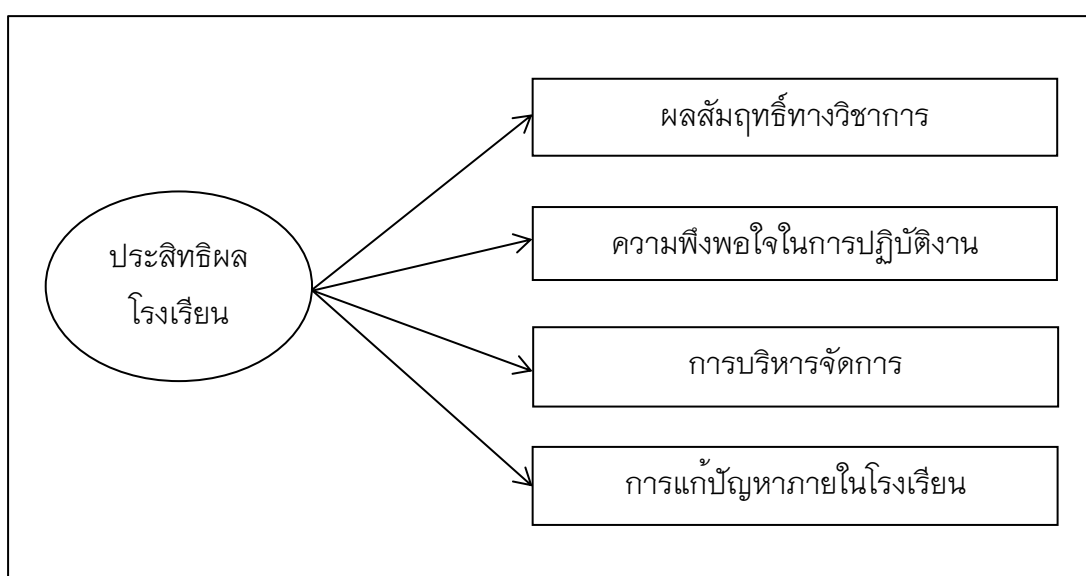 ประสิทธิผล
โรงเรียน
ผลสัมฤทธิ์ทางวิชาการ
ความพึงพอใจในการปฏิบัติงาน
การบริหารจัดการ
การแก้ปัญหาภายในโรงเรียน